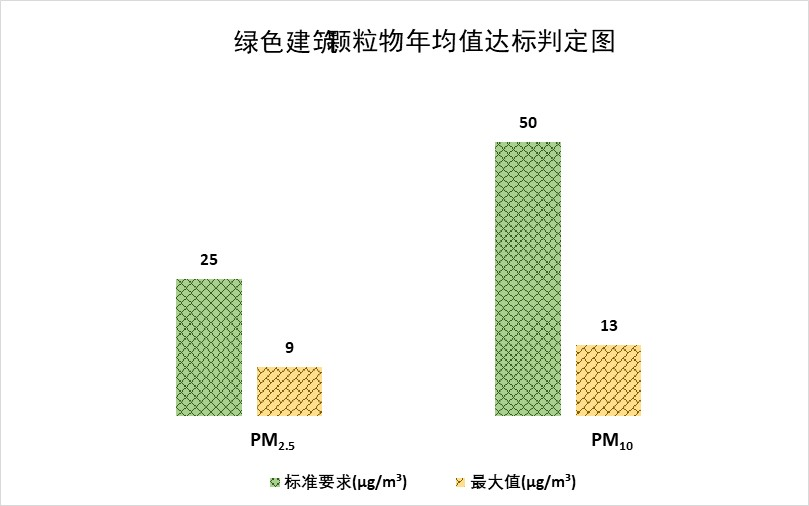 绿色建筑颗粒物年均值达标判定图
50
25
9
13
PM2.5
PM10
标准要求(μg/m³)
最大值(μg/m³)